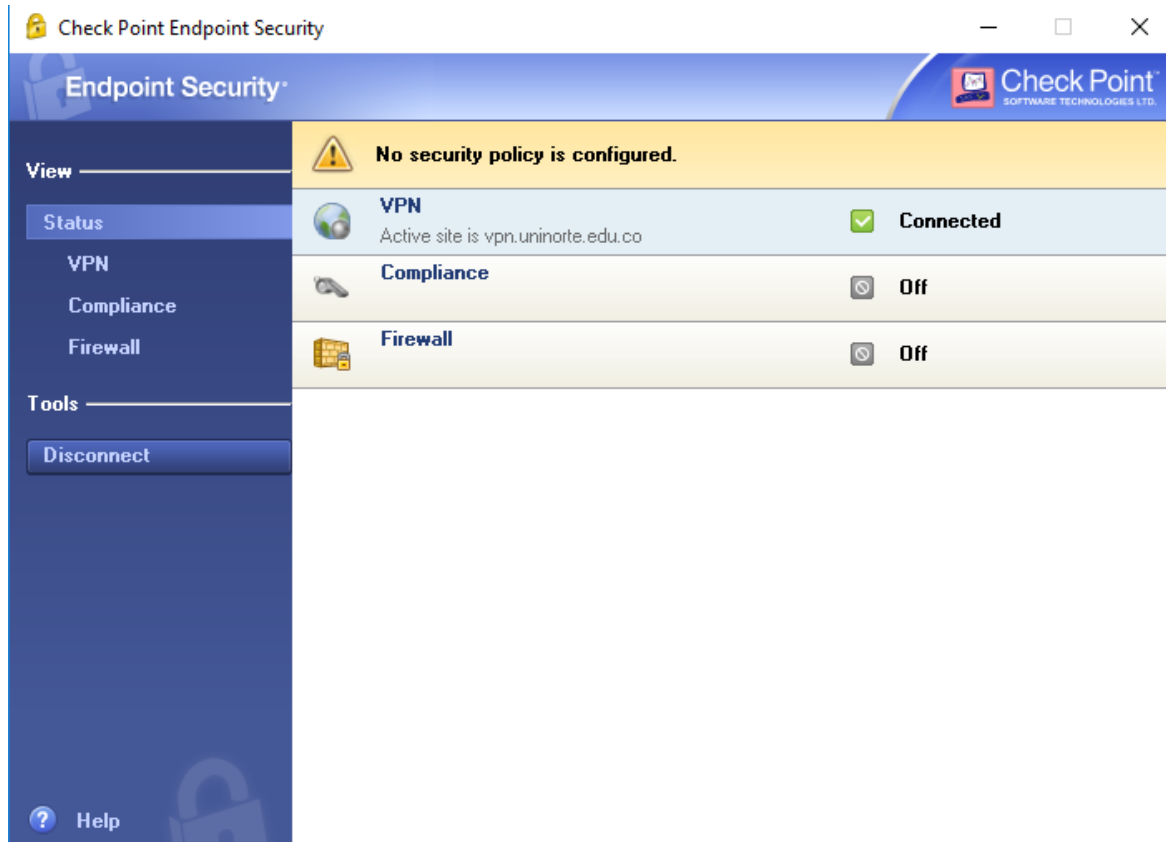 Check Point Endpoint Security
Endpoint Security
Check Point™
SOFTWARE TECHNOLOGIES LTD.
View
Status
VPN
Compliance
Firewall
Tools
Disconnect
Help
No security policy is configured.
VPN
Active site is vpn.uninorte.edu.co
Connected
Compliance
Off
Firewall
Off